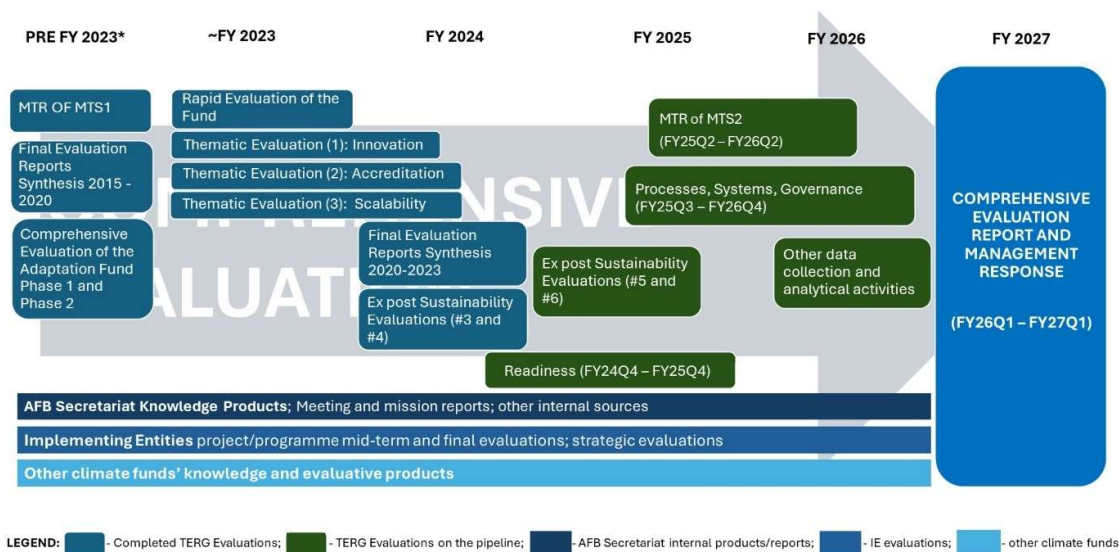 PRE FY 2023*
~FY 2023
FY 2024
FY 2025
FY 2026
FY 2027
COMPREHENSIVE
EVALUATION
MTR OF MTS1
Final Evaluation
Reports
Synthesis 2015 -
2020
Comprehensive
Evaluation of the
Adaptation Fund
Phase 1 and
Phase 2
Rapid Evaluation of the
Fund
Thematic Evaluation (1): Innovation
Thematic Evaluation (2): Accreditation
Thematic Evaluation (3): Scalability
Final Evaluation
Reports Synthesis
2020-2023
Ex post Sustainability
Evaluations (#3 and
#4)
MTR of MTS2
(FY25Q2 – FY26Q2)
Processes, Systems, Governance
(FY25Q3 – FY26Q4)
Ex post Sustainability
Evaluations (#5 and
#6)
Other data
collection and
analytical activities
Readiness (FY24Q4 – FY25Q4)
COMPREHENSIVE
EVALUATION
REPORT AND
MANAGEMENT
RESPONSE
(FY26Q1 – FY27Q1)
AFB Secretariat Knowledge Products; Meeting and mission reports; other internal sources
Implementing Entities project/programme mid-term and final evaluations; strategic evaluations
Other climate funds' knowledge and evaluative products
LEGEND: - Completed TERG Evaluations; - TERG Evaluations on the pipeline; - AFB Secretariat internal products/reports; - IE evaluations; - other climate funds